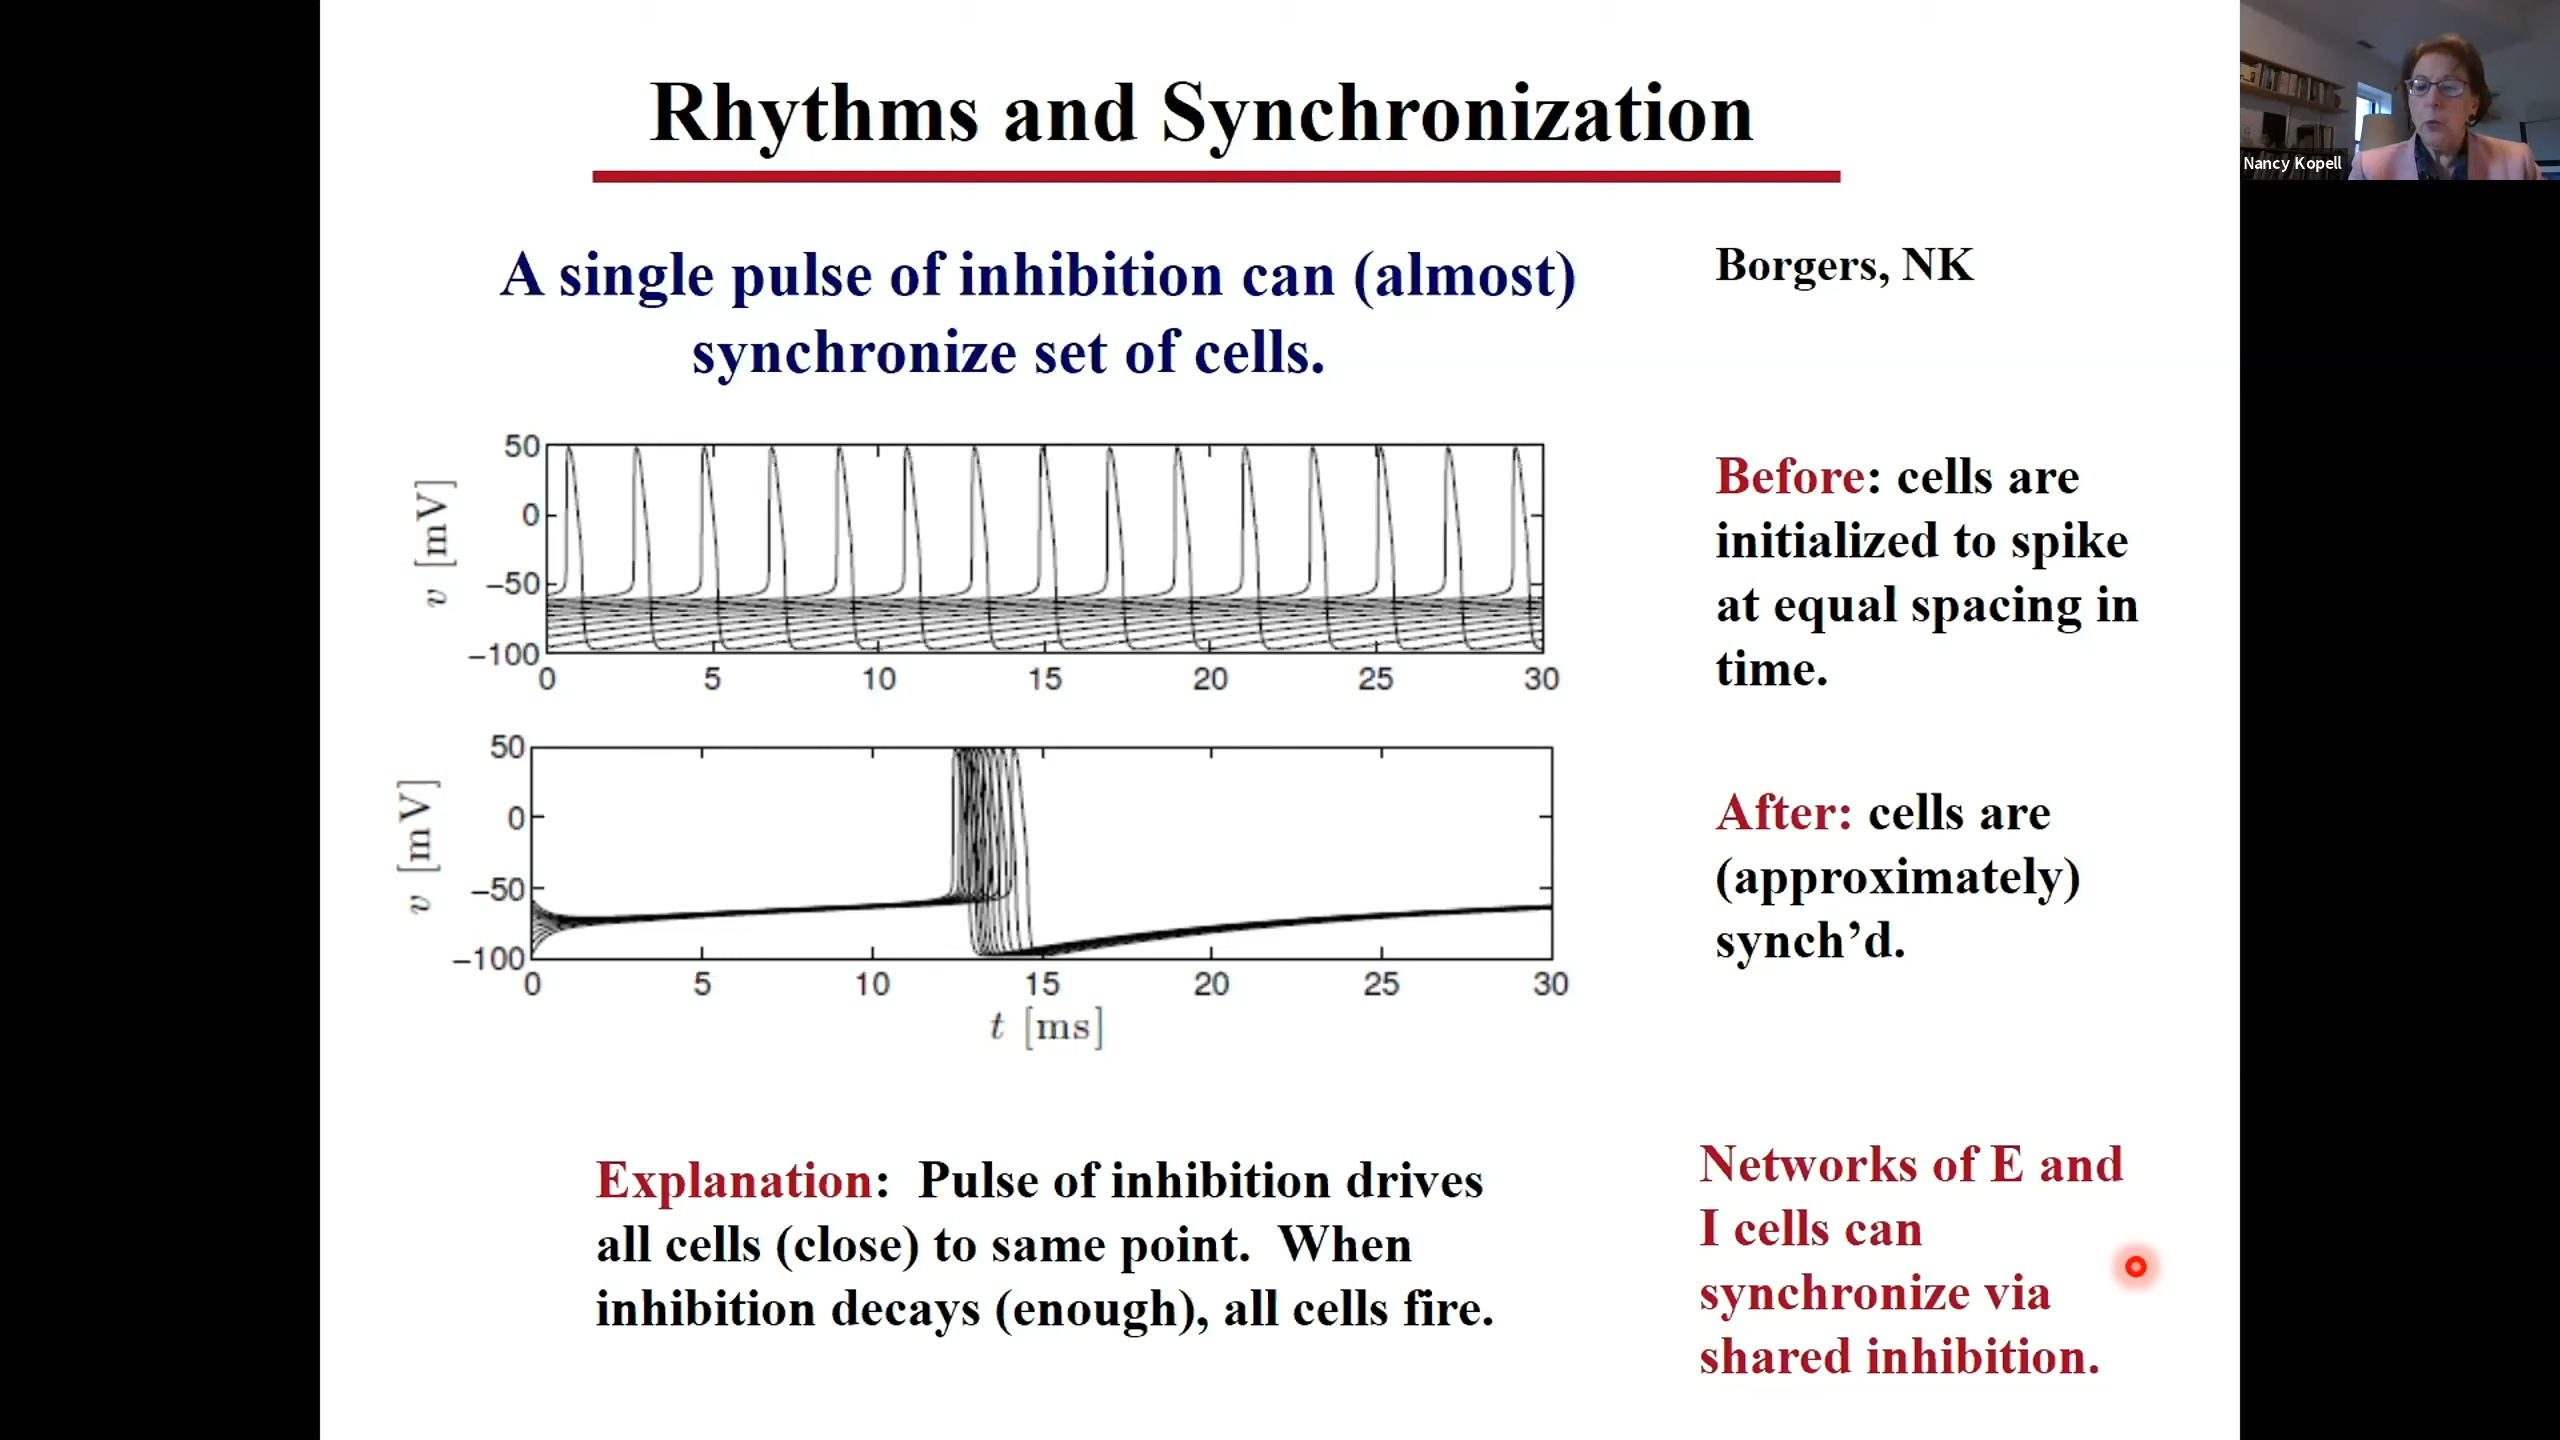 Rhythms and Synchronization
Nancy Kopell
A single pulse of inhibition can (almost)
synchronize set of cells.
Borgers, NK
50
0
−50
−100
v [mV]
0 5 10 15 20 25 30
Before: cells are
initialized to spike
at equal spacing in
time.
50
0
−50
−100
v [mV]
0 5 10 15 20 25 30
t [ms]
After: cells are
(approximately)
synch’d.
Explanation: Pulse of inhibition drives
all cells (close) to same point. When
inhibition decays (enough), all cells fire.
Networks of E and
I cells can
synchronize via
shared inhibition.